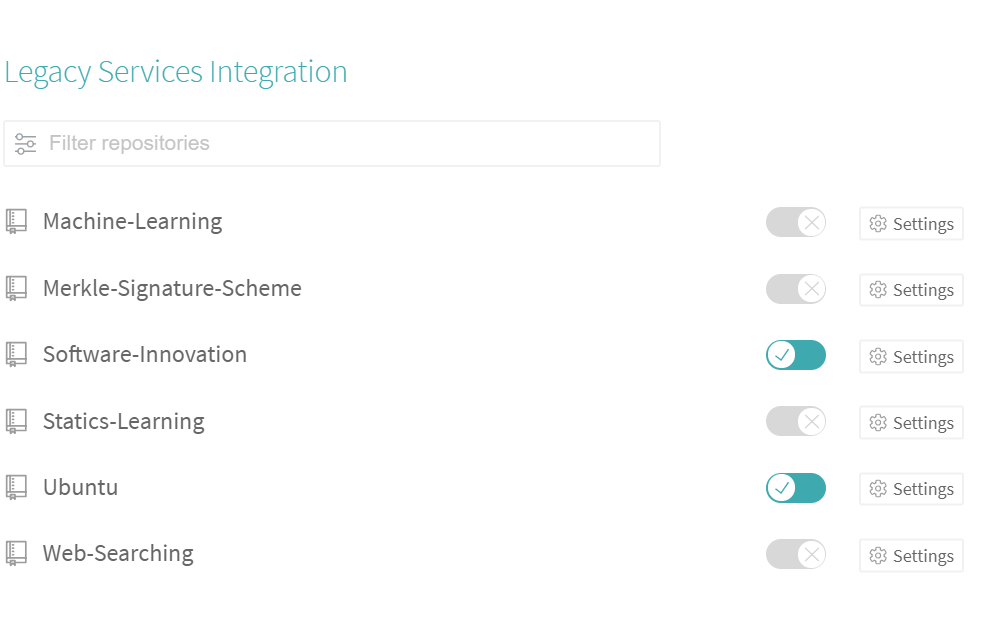 Legacy Services Integration
Filter repositories
Machine-Learning Settings
Merkle-Signature-Scheme Settings
Software-Innovation Settings
Statics-Learning Settings
Ubuntu Settings
Web-Searching Settings